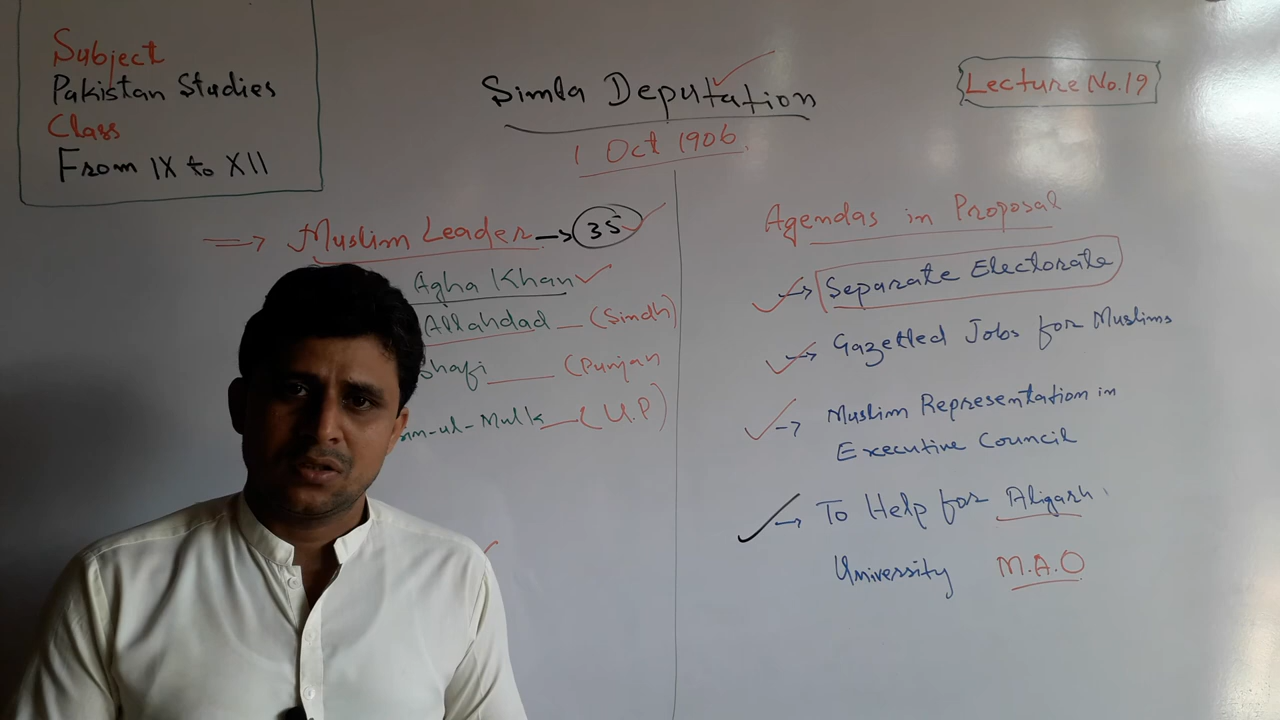 Subject
Pakistan Studies
Class
From IX to XII
Simla Deputation
1 Oct 1906
Lecture No.19
⇒ Muslim Leader → 35
Agha Khan
Allahdad — (Sindh)
Shafi — (Punjab
-ul-Mulk — (U.P)
Agendas in Proposal
→ Separate Electorate
→ Gazetled Jobs for Muslims
→ Muslim Representation in
Executive Council
→ To Help for Aligarh
University M.A.O